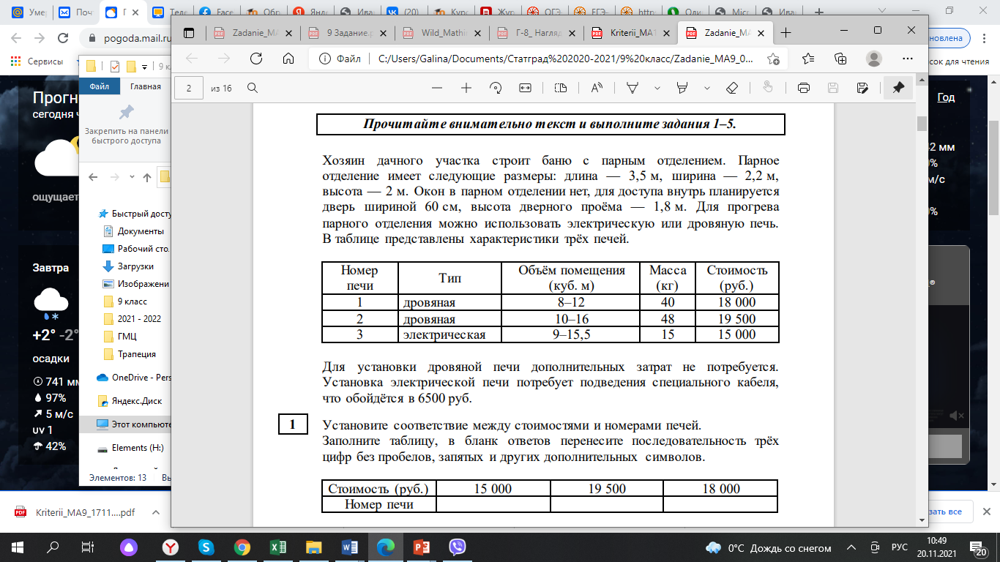 Умер
Почт
П
Теле
Face
Обр
Янд
Ива
(20)
Курс
Жур
ОГЭ
ЕГЭ-
http
Оли
Мic
Ива
pogoda.mail.ru
новлена
Сервисы
сок для чтения
Zadanie_MA
9 Задание.p
Wild_Mathi
Г-8_ Нагляд
Kriterii_MA
Zadanie_MA
Файл
C:/Users/Galina/Documents/Статград%202020-2021/9%20класс/Zadanie_MA9_0...
2 из 16
9 кл
Файл Главная
Закрепить на панели
быстрого доступа
Прогн
сегодня ч
ощущает
Год
-2 мм
0%
м/с
0%
Быстрый досту
Документы
Рабочий сто.
Загрузки
Изображени
9 класс
2021 - 2022
ГМЦ
Трапеция
OneDrive - Pers
Яндекс.Диск
Этот компьюте
Elements (H:)
Элементов: 13 Вы
Завтра
+2° -2°
осадки
741 мм
97%
5 м/с
UV 1
42%
Прочитайте внимательно текст и выполните задания 1–5.
Хозяин дачного участка строит баню с парным отделением. Парное
отделение имеет следующие размеры: длина — 3,5 м, ширина — 2,2 м,
высота — 2 м. Окон в парном отделении нет, для доступа внутрь планируется
дверь шириной 60 см, высота дверного проёма — 1,8 м. Для прогрева
парного отделения можно использовать электрическую или дровяную печь.
В таблице представлены характеристики трёх печей.
Номер печи Тип Объём помещения (куб. м) Масса (кг) Стоимость (руб.)
1 дровяная 8–12 40 18 000
2 дровяная 10–16 48 19 500
3 электрическая 9–15,5 15 15 000
Для установки дровяной печи дополнительных затрат не потребуется.
Установка электрической печи потребует подведения специального кабеля,
что обойдётся в 6500 руб.
1
Установите соответствие между стоимостями и номерами печей.
Заполните таблицу, в бланк ответов перенесите последовательность трёх
цифр без пробелов, запятых и других дополнительных символов.
Стоимость (руб.) 15 000 19 500 18 000
Номер печи
Kriterii_MA9_1711....pdf
зать все
0°C Дождь со снегом
РУС
10:49
20.11.2021
20